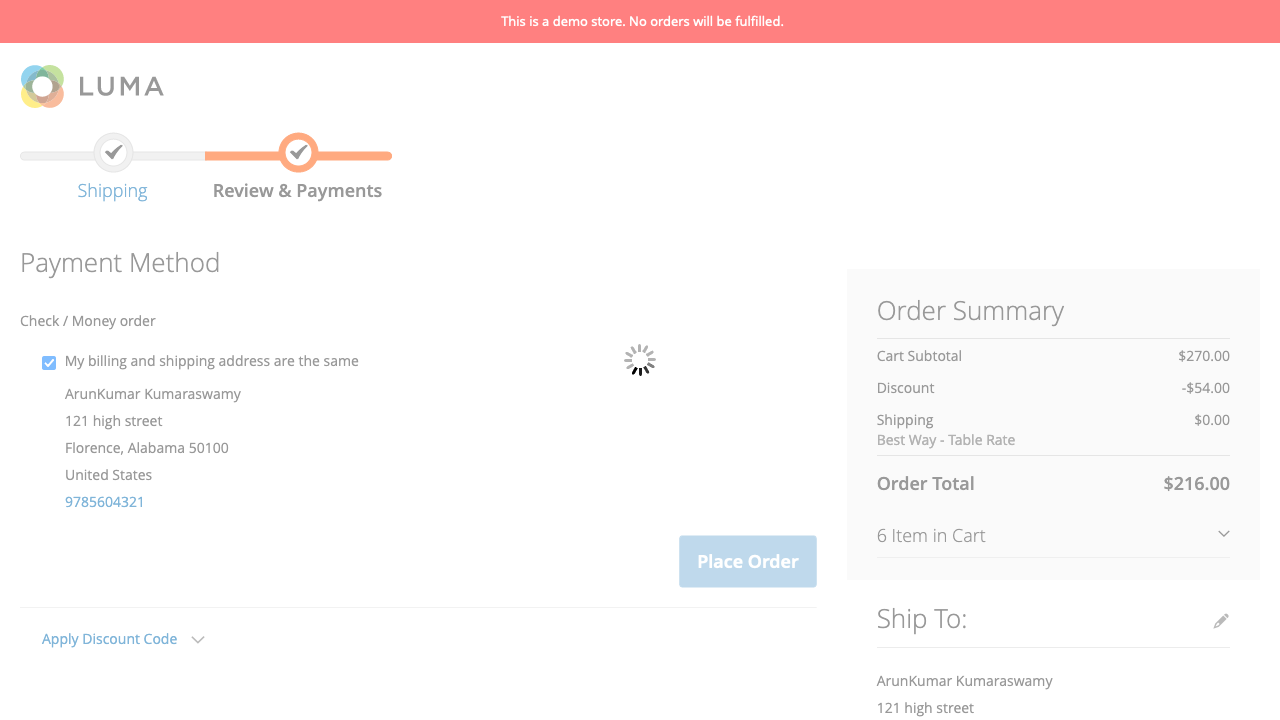 This is a demo store. No orders will be fulfilled.
LUMA
Shipping
Review & Payments
Payment Method
Check / Money order
My billing and shipping address are the same
ArunKumar Kumaraswamy
121 high street
Florence, Alabama 50100
United States
9785604321
Place Order
Apply Discount Code
Order Summary
Cart Subtotal $270.00
Discount -$54.00
Shipping $0.00
Best Way - Table Rate
Order Total $216.00
6 Item in Cart
Ship To:
ArunKumar Kumaraswamy
121 high street